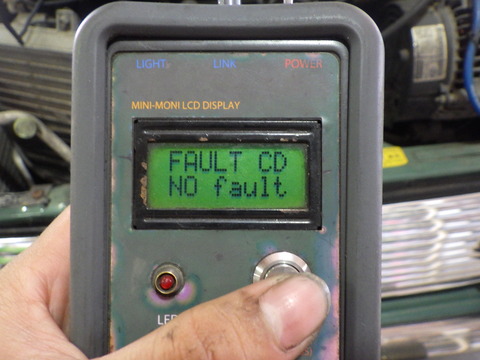 LIGHT LINK POWER
MINI-MONI LCD DISPLAY
FAULT CD
NO fault